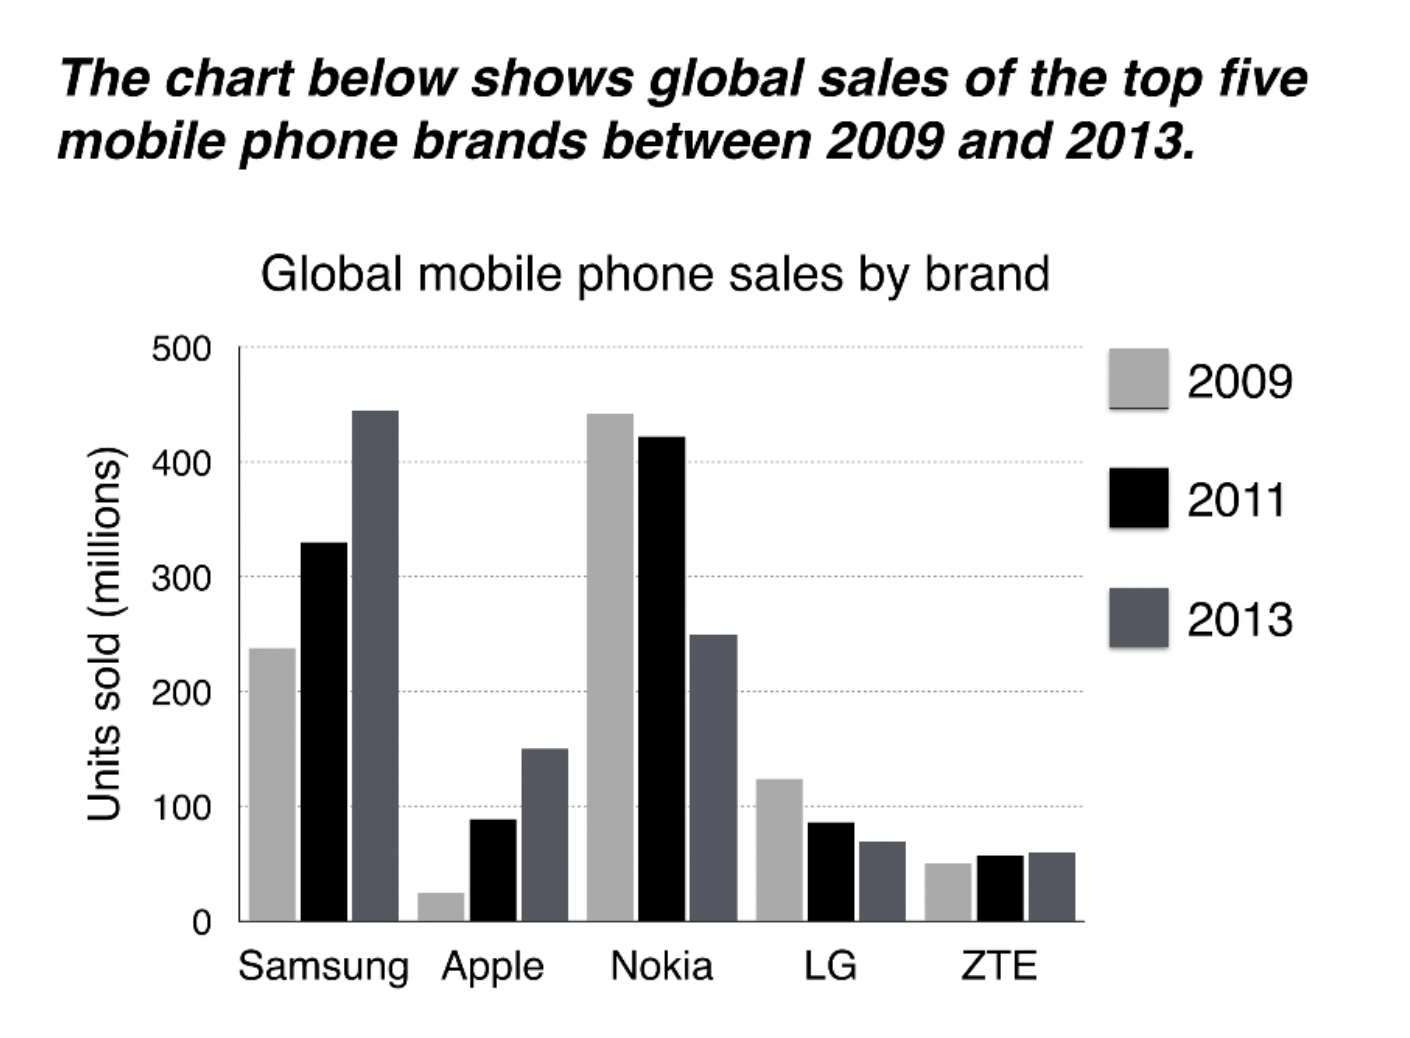 The chart below shows global sales of the top five
mobile phone brands between 2009 and 2013.
Global mobile phone sales by brand
Units sold (millions)
500
400
300
200
100
0
Samsung Apple Nokia LG ZTE
2009
2011
2013